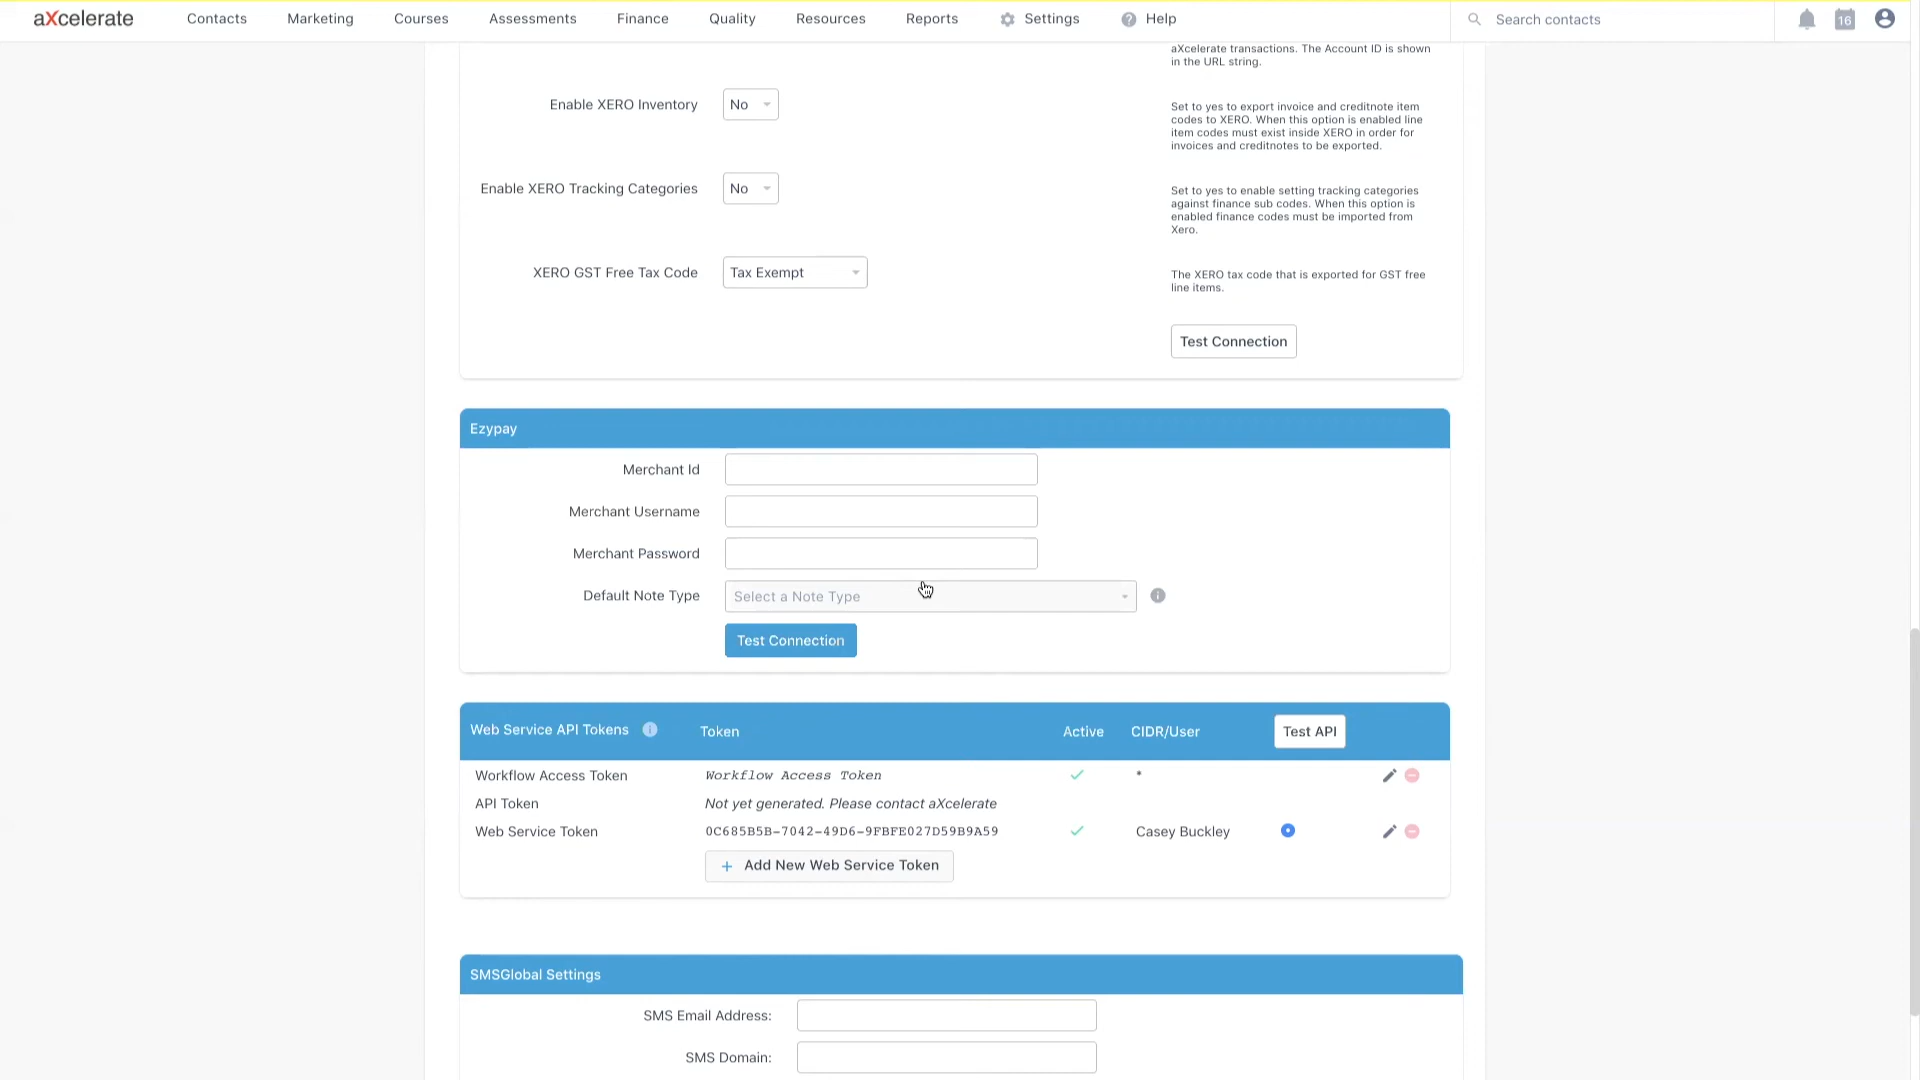 aXcelerate
Contacts
Marketing
Courses
Assessments
Finance
Quality
Resources
Reports
Settings
Help
Search contacts
16
aXcelerate transactions. The Account ID is shown
in the URL string.
Enable XERO Inventory
No
Set to yes to export invoice and creditnote item
codes to XERO. When this option is enabled line
item codes must exist inside XERO in order for
invoices and creditnotes to be exported.
Enable XERO Tracking Categories
No
Set to yes to enable setting tracking categories
against finance sub codes. When this option is
enabled finance codes must be imported from
Xero.
XERO GST Free Tax Code
Tax Exempt
The XERO tax code that is exported for GST free
line items.
Test Connection
Ezypay
Merchant Id
Merchant Username
Merchant Password
Default Note Type
Select a Note Type
Test Connection
Web Service API Tokens
Token
Active
CIDR/User
Test API
Workflow Access Token
Workflow Access Token
*
API Token
Not yet generated. Please contact aXcelerate
Web Service Token
0C685B5B-7042-49D6-9FBFE027D59B9A59
Casey Buckley
+ Add New Web Service Token
SMSGlobal Settings
SMS Email Address:
SMS Domain: